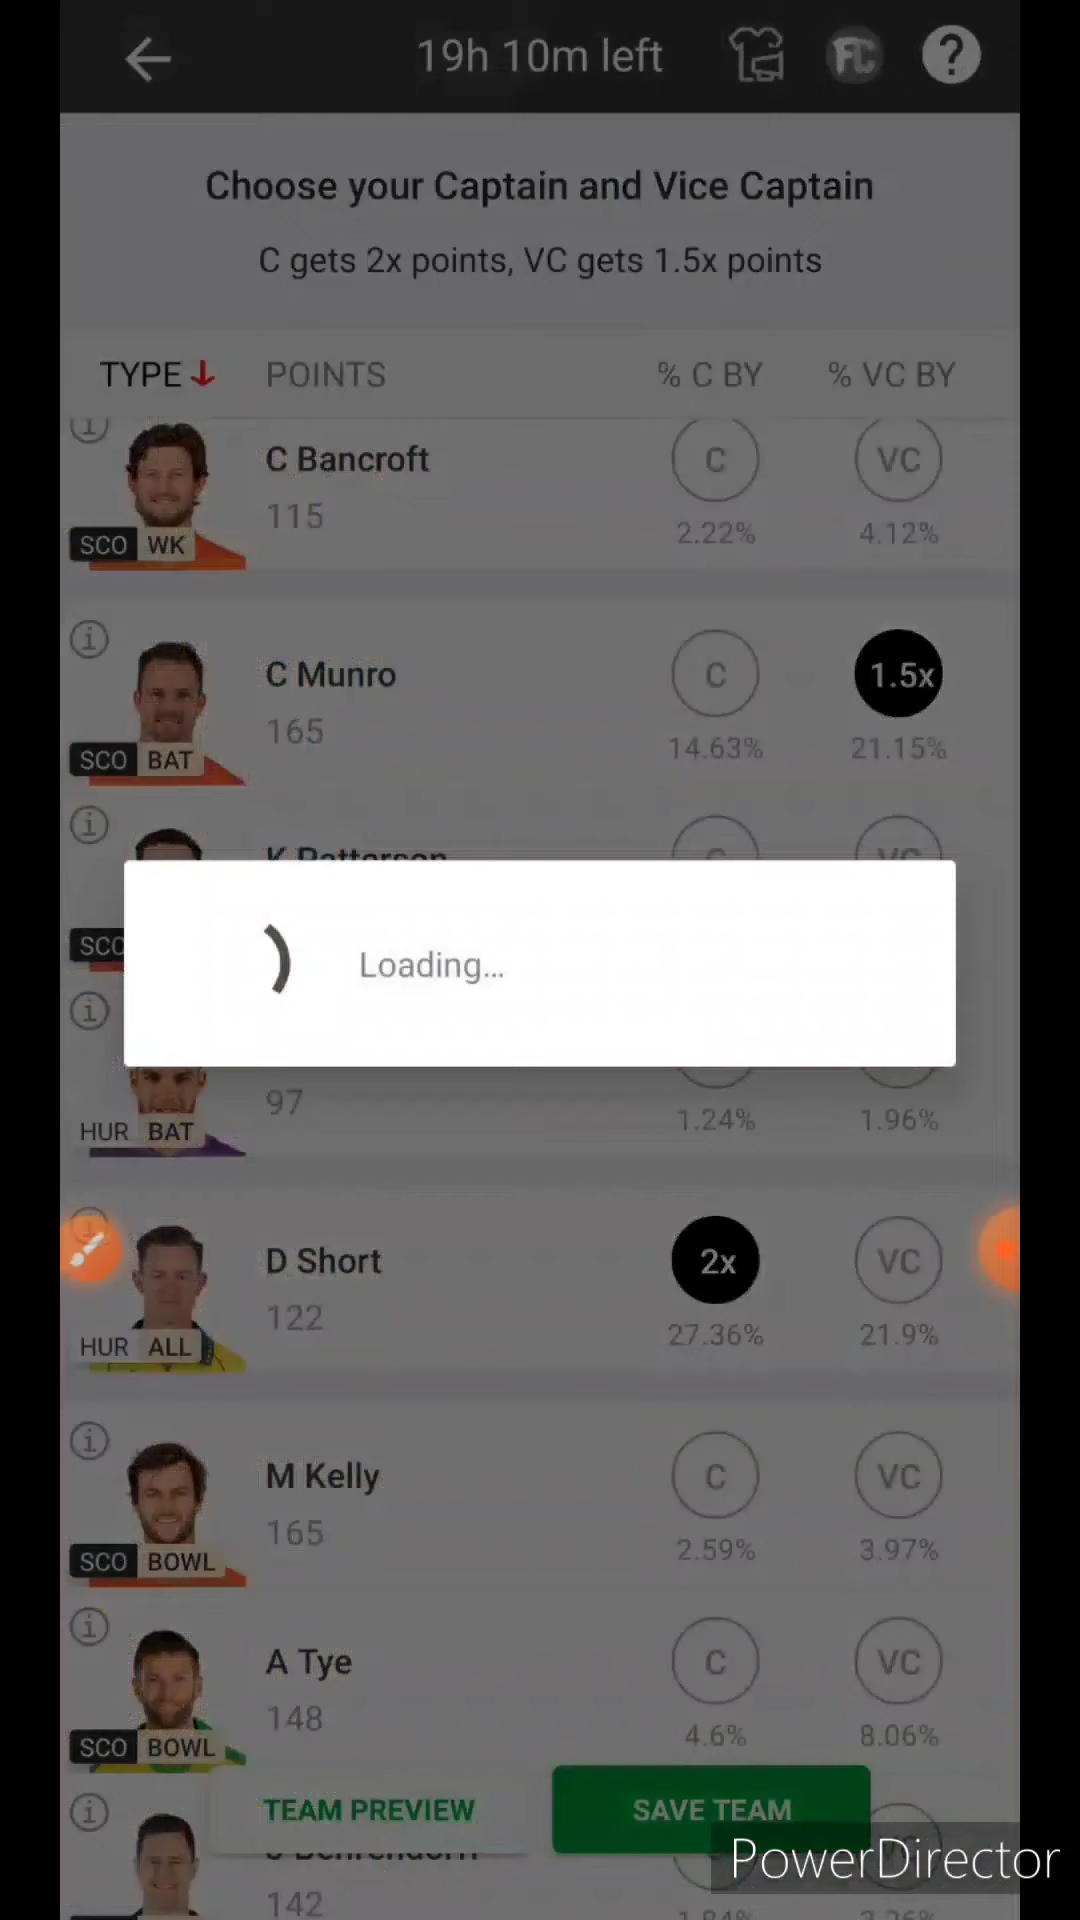 19h 10m left
FC
?
Choose your Captain and Vice Captain
C gets 2x points, VC gets 1.5x points
TYPE POINTS % C BY % VC BY
C Bancroft C VC
115
2.22% 4.12%
SCO WK
C Munro C 1.5x
165
14.63% 21.15%
SCO BAT
K Patterson C VC
SCO
Loading...
97
1.24% 1.96%
HUR BAT
D Short 2x VC
122
27.36% 21.9%
HUR ALL
M Kelly C VC
165
2.59% 3.97%
SCO BOWL
A Tye C VC
148
4.6% 8.06%
SCO BOWL
TEAM PREVIEW SAVE TEAM
J Behrendorff
PowerDirector
142